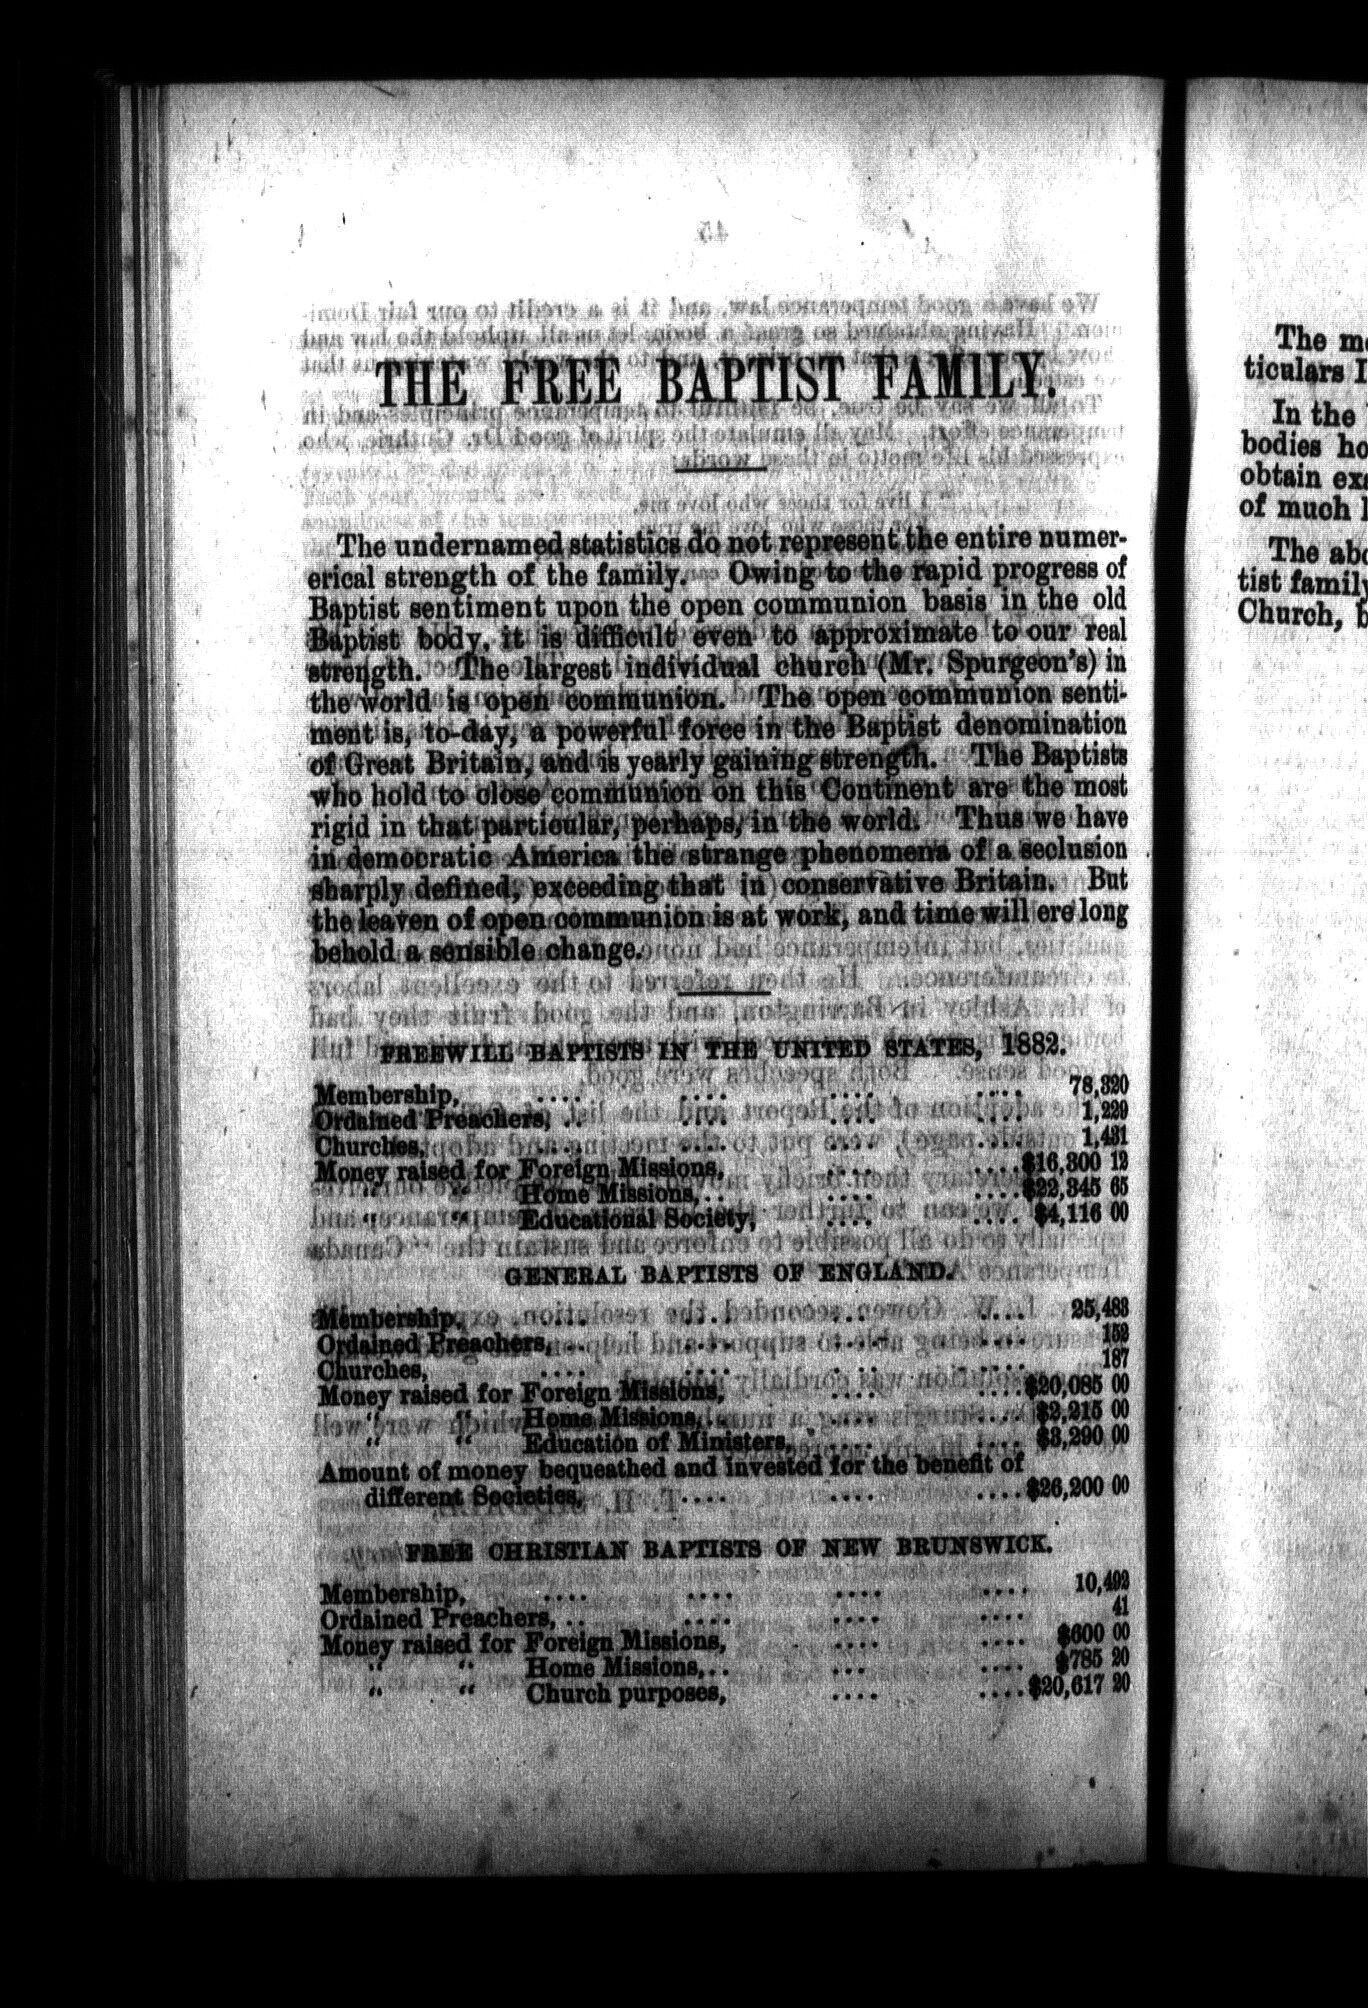 THE FREE BAPTIST FAMILY.
The undernamed statistics do not represent the entire numer-
erical strength of the family. Owing to the rapid progress of
Baptist sentiment upon the open communion basis in the old
Baptist body, it is difficult even to approximate to our real
strength. The largest individual church (Mr. Spurgeon's) in
the world is open communion. The open communion senti-
ment is, to-day, a powerful force in the Baptist denomination
of Great Britain, and is yearly gaining strength. The Baptists
who hold to close communion on this Continent are the most
rigid in that particular, perhaps, in the world. Thus we have
in democratic America the strange phenomena of a seclusion
sharply defined, exceeding that in conservative Britain. But
the leaven of open communion is at work, and time will ere long
behold a sensible change.
FREEWILL BAPTISTS IN THE UNITED STATES, 1882.
Membership, .... .... .... .... 78,320
Ordained Preachers, .. .... .... .... 1,229
Churches, .... .... .... .... 1,431
Money raised for Foreign Missions, .... ....$16,300 12
" " Home Missions,.. .... ....$22,345 65
" " Educational Society, .... .... $4,116 00
GENERAL BAPTISTS OF ENGLAND.
Membership, .... .... .... .... 25,483
Ordained Preachers, .. .... .... .... 152
Churches, .... .... .... .... 187
Money raised for Foreign Missions, .... ....$20,085 00
" " Home Missions,.. .... .... $2,215 00
" " Education of Ministers, .... .... $3,290 00
Amount of money bequeathed and invested for the benefit of
different Societies, .... .... ....$26,200 00
FREE CHRISTIAN BAPTISTS OF NEW BRUNSWICK.
Membership, .... .... .... .... 10,492
Ordained Preachers, .. .... .... .... 41
Money raised for Foreign Missions, .... .... $600 00
" " Home Missions,.. ... .... $785 20
" " Church purposes, .... ....$20,617 20
The
ticulars
In the
bodies
obtain
of much
The
tist family
Church,